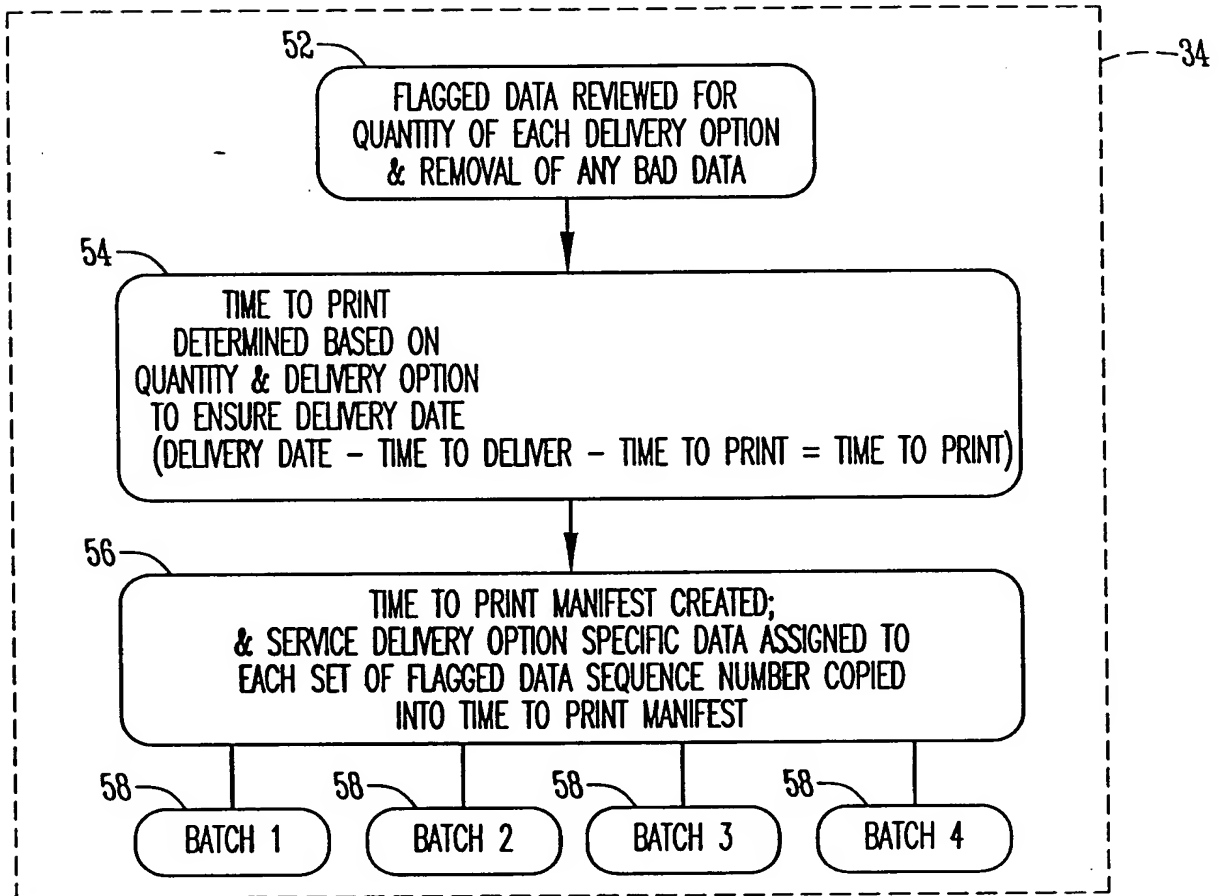 52
34
FLAGGED DATA REVIEWED FOR
QUANTITY OF EACH DELIVERY OPTION
& REMOVAL OF ANY BAD DATA
54
TIME TO PRINT
DETERMINED BASED ON
QUANTITY & DELIVERY OPTION
TO ENSURE DELIVERY DATE
(DELIVERY DATE - TIME TO DELIVER - TIME TO PRINT = TIME TO PRINT)
56
TIME TO PRINT MANIFEST CREATED;
& SERVICE DELIVERY OPTION SPECIFIC DATA ASSIGNED TO
EACH SET OF FLAGGED DATA SEQUENCE NUMBER COPIED
INTO TIME TO PRINT MANIFEST
58
BATCH 1
58
BATCH 2
58
BATCH 3
58
BATCH 4